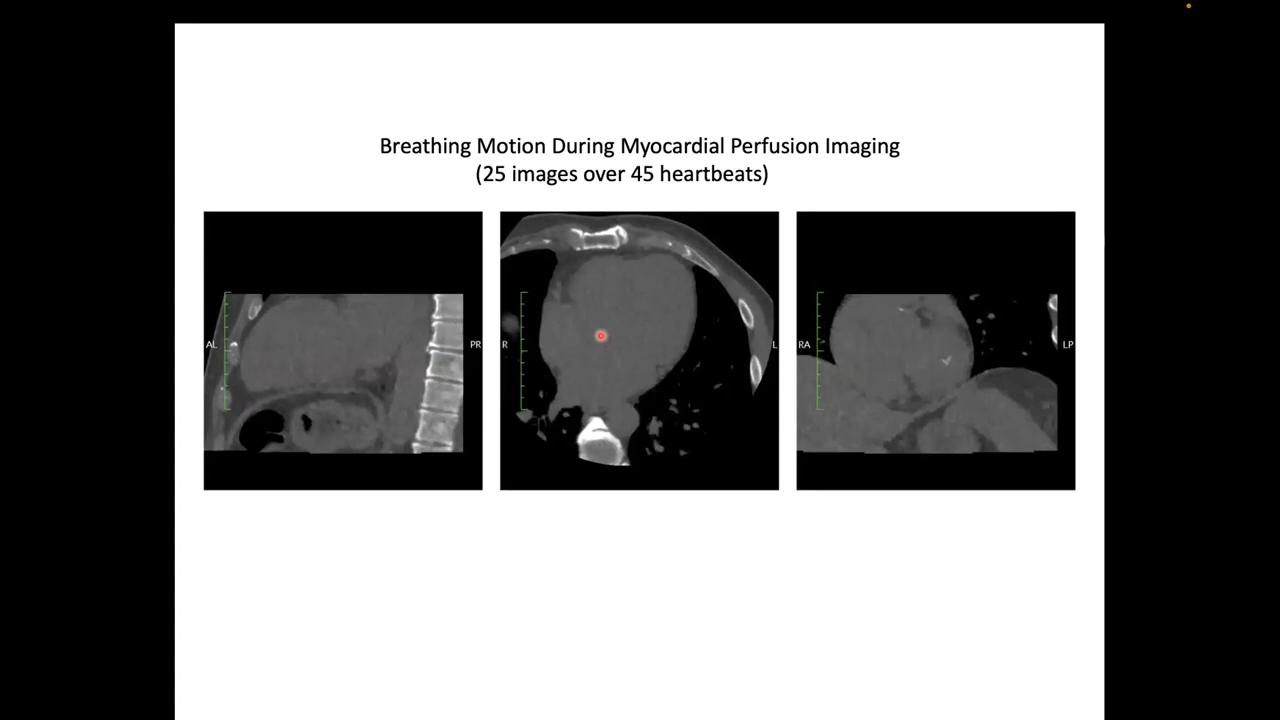 Breathing Motion During Myocardial Perfusion Imaging
(25 images over 45 heartbeats)
AL
PR
R
L
RA
LP